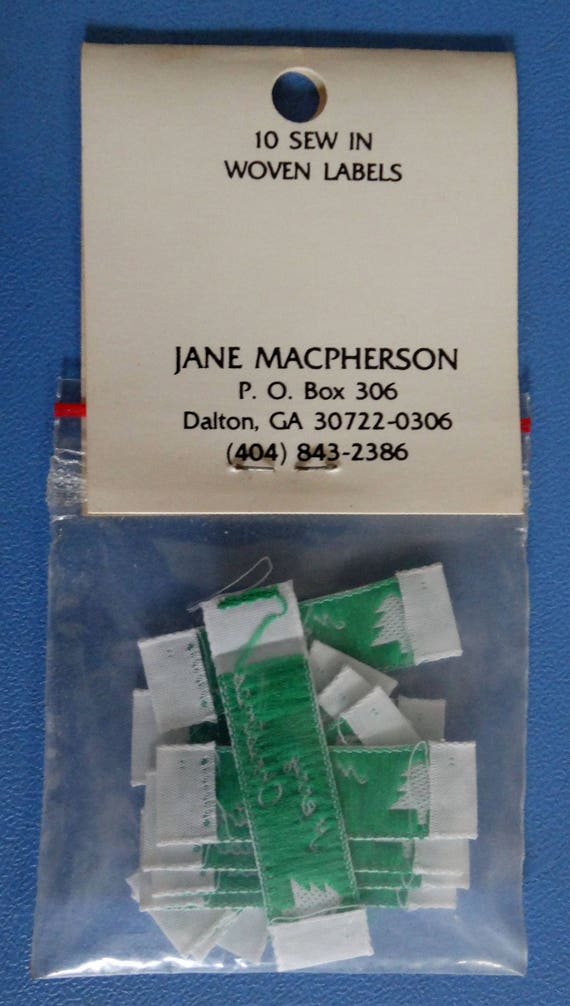 10 SEW IN
WOVEN LABELS
JANE MACPHERSON
P. O. Box 306
Dalton, GA 30722-0306
(404) 843-2386